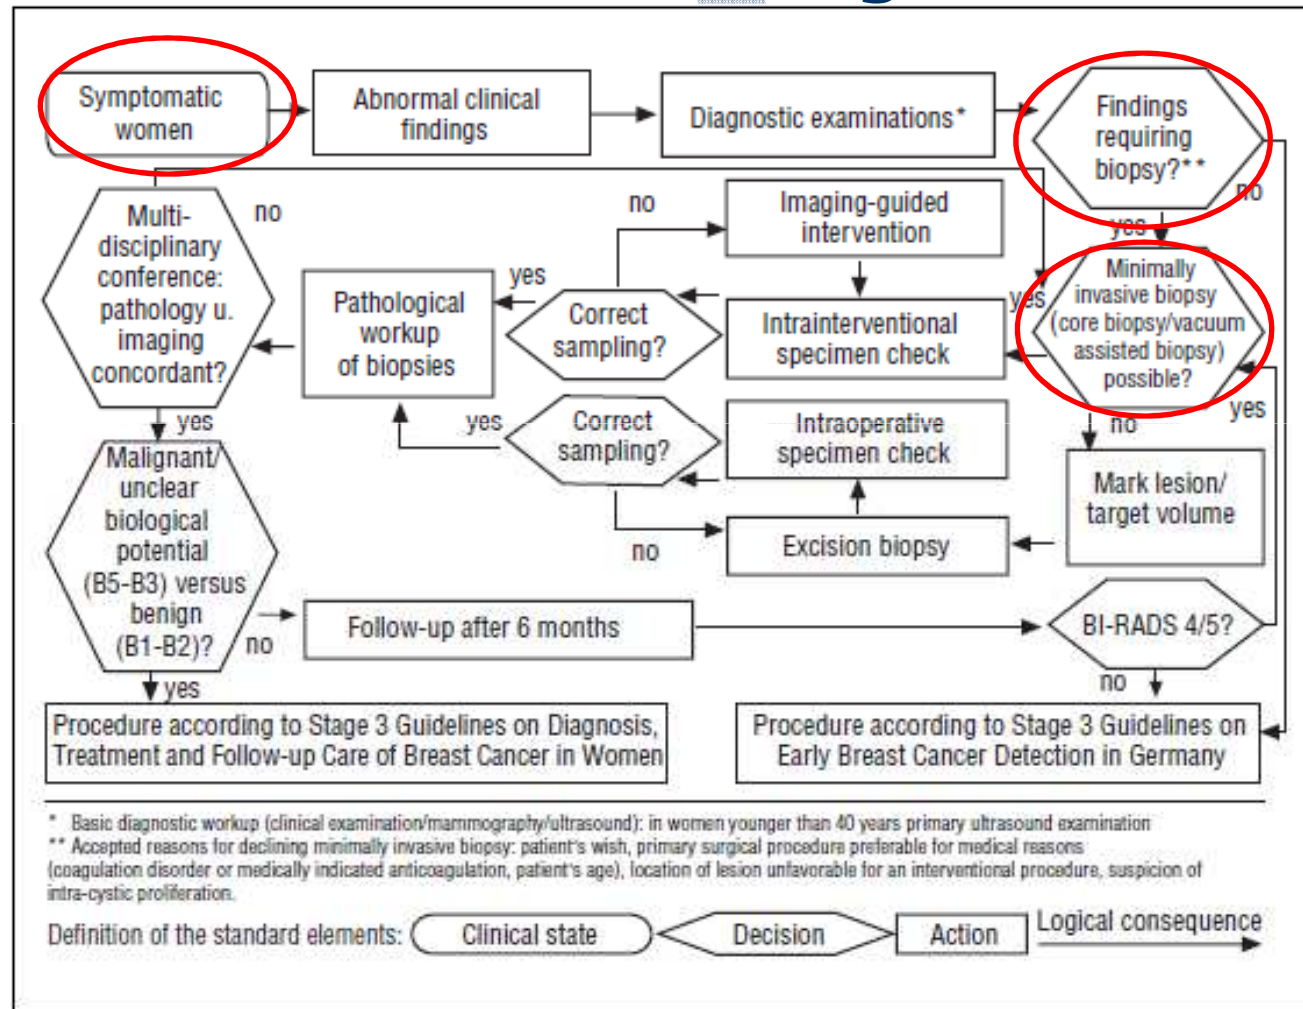 Symptomatic
women
Abnormal clinical
findings
Diagnostic examinations*
Findings
requiring
biopsy?**
no
yes
Multi-
disciplinary
conference:
pathology u.
imaging
concordant?
no
yes
Pathological
workup
of biopsies
yes
Correct
sampling?
no
Imaging-guided
intervention
Intrainterventional
specimen check
yes
Minimally
invasive biopsy
(core biopsy/vacuum
assisted biopsy)
possible?
yes
no
yes
Correct
sampling?
no
Intraoperative
specimen check
Excision biopsy
Mark lesion/
target volume
Malignant/
unclear
biological
potential
(B5-B3) versus
benign
(B1-B2)?
no
yes
Follow-up after 6 months
BI-RADS 4/5?
no
Procedure according to Stage 3 Guidelines on Diagnosis,
Treatment and Follow-up Care of Breast Cancer in Women
Procedure according to Stage 3 Guidelines on
Early Breast Cancer Detection in Germany
* Basic diagnostic workup (clinical examination/mammography/ultrasound): in women younger than 40 years primary ultrasound examination
** Accepted reasons for declining minimally invasive biopsy: patient's wish, primary surgical procedure preferable for medical reasons
(coagulation disorder or medically indicated anticoagulation, patient's age), location of lesion unfavorable for an interventional procedure, suspicion of
intra-cystic proliferation.
Definition of the standard elements:
Clinical state
Decision
Action
Logical consequence